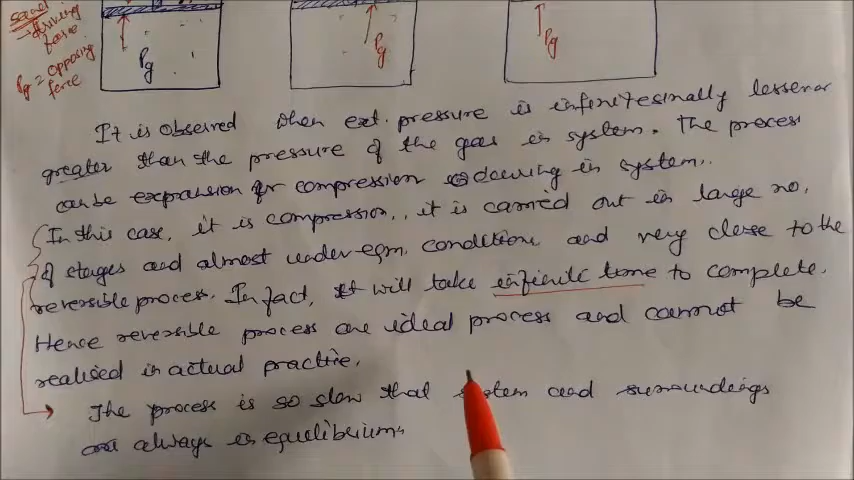 → driving
force
Pg = opposing
force
Pg
Pg
Pg
It is observed when ext. pressure is infinitesimally lesser or
greater than the pressure of the gas in system. The process
can be expansion or compression occuring in system.
In this case, it is compression, it is carried out in large no.
of stages and almost under eqm. condition and very close to the
reversible process. In fact, it will take infinite time to complete.
Hence reversible process are ideal process and cannot be
realised in actual practice.
The process is so slow that system and surroundings
are always in equilibrium.